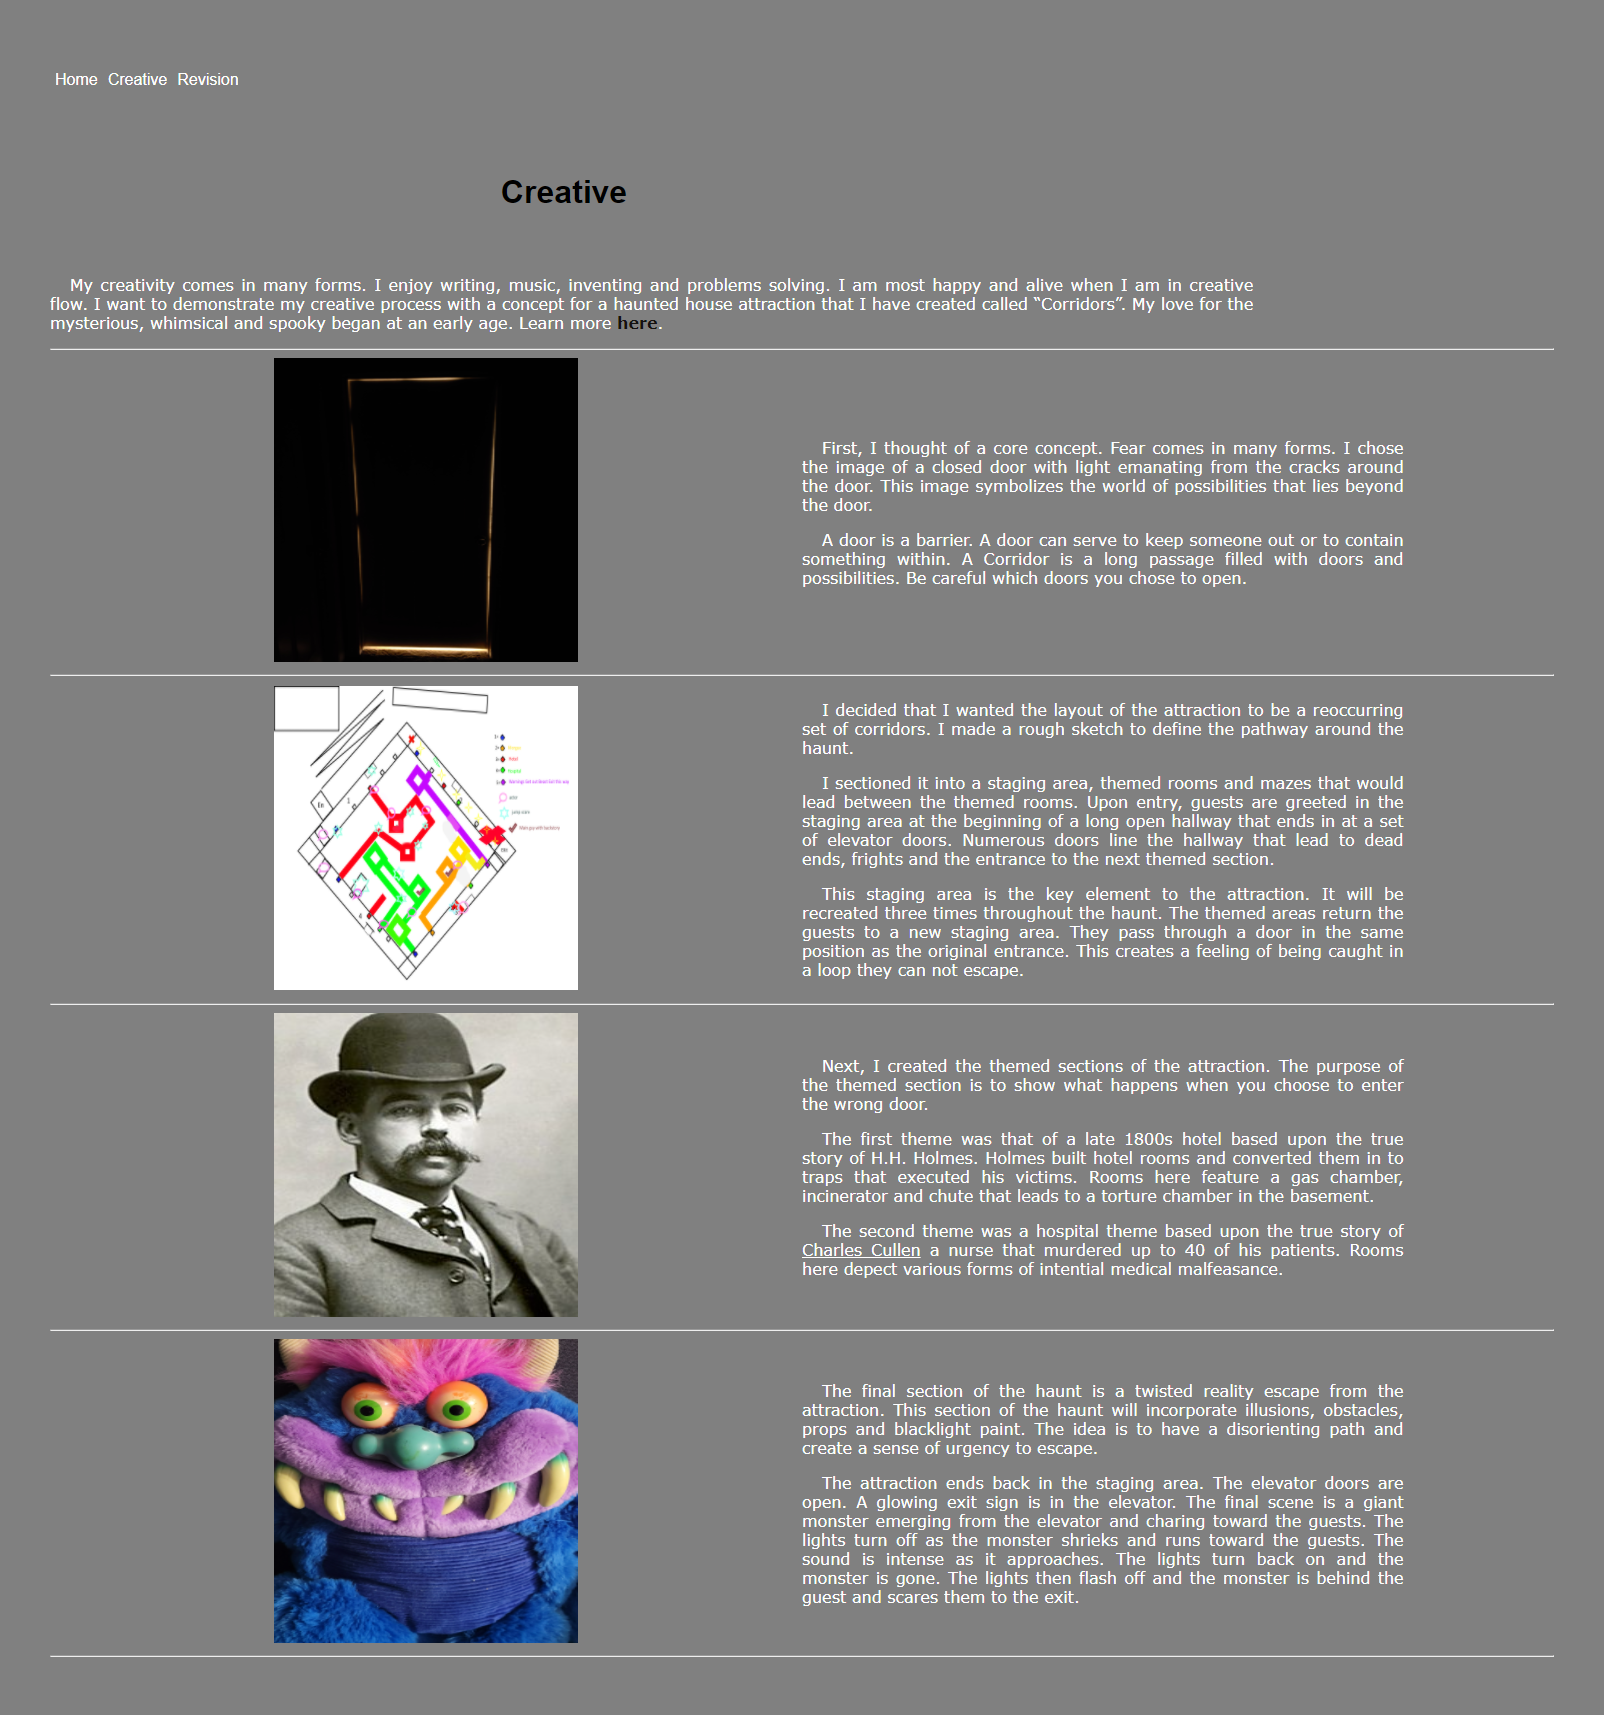 Home Creative Revision
Creative
My creativity comes in many forms. I enjoy writing, music, inventing and problems solving. I am most happy and alive when I am in creative
flow. I want to demonstrate my creative process with a concept for a haunted house attraction that I have created called “Corridors”. My love for the
mysterious, whimsical and spooky began at an early age. Learn more here.
First, I thought of a core concept. Fear comes in many forms. I chose
the image of a closed door with light emanating from the cracks around
the door. This image symbolizes the world of possibilities that lies beyond
the door.
A door is a barrier. A door can serve to keep someone out or to contain
something within. A Corridor is a long passage filled with doors and
possibilities. Be careful which doors you chose to open.
I decided that I wanted the layout of the attraction to be a reoccurring
set of corridors. I made a rough sketch to define the pathway around the
haunt.
I sectioned it into a staging area, themed rooms and mazes that would
lead between the themed rooms. Upon entry, guests are greeted in the
staging area at the beginning of a long open hallway that ends in at a set
of elevator doors. Numerous doors line the hallway that lead to dead
ends, frights and the entrance to the next themed section.
This staging area is the key element to the attraction. It will be
recreated three times throughout the haunt. The themed areas return the
guests to a new staging area. They pass through a door in the same
position as the original entrance. This creates a feeling of being caught in
a loop they can not escape.
Next, I created the themed sections of the attraction. The purpose of
the themed section is to show what happens when you choose to enter
the wrong door.
The first theme was that of a late 1800s hotel based upon the true
story of H.H. Holmes. Holmes built hotel rooms and converted them in to
traps that executed his victims. Rooms here feature a gas chamber,
incinerator and chute that leads to a torture chamber in the basement.
The second theme was a hospital theme based upon the true story of
Charles Cullen a nurse that murdered up to 40 of his patients. Rooms
here depect various forms of intential medical malfeasance.
The final section of the haunt is a twisted reality escape from the
attraction. This section of the haunt will incorporate illusions, obstacles,
props and blacklight paint. The idea is to have a disorienting path and
create a sense of urgency to escape.
The attraction ends back in the staging area. The elevator doors are
open. A glowing exit sign is in the elevator. The final scene is a giant
monster emerging from the elevator and charing toward the guests. The
lights turn off as the monster shrieks and runs toward the guests. The
sound is intense as it approaches. The lights turn back on and the
monster is gone. The lights then flash off and the monster is behind the
guest and scares them to the exit.